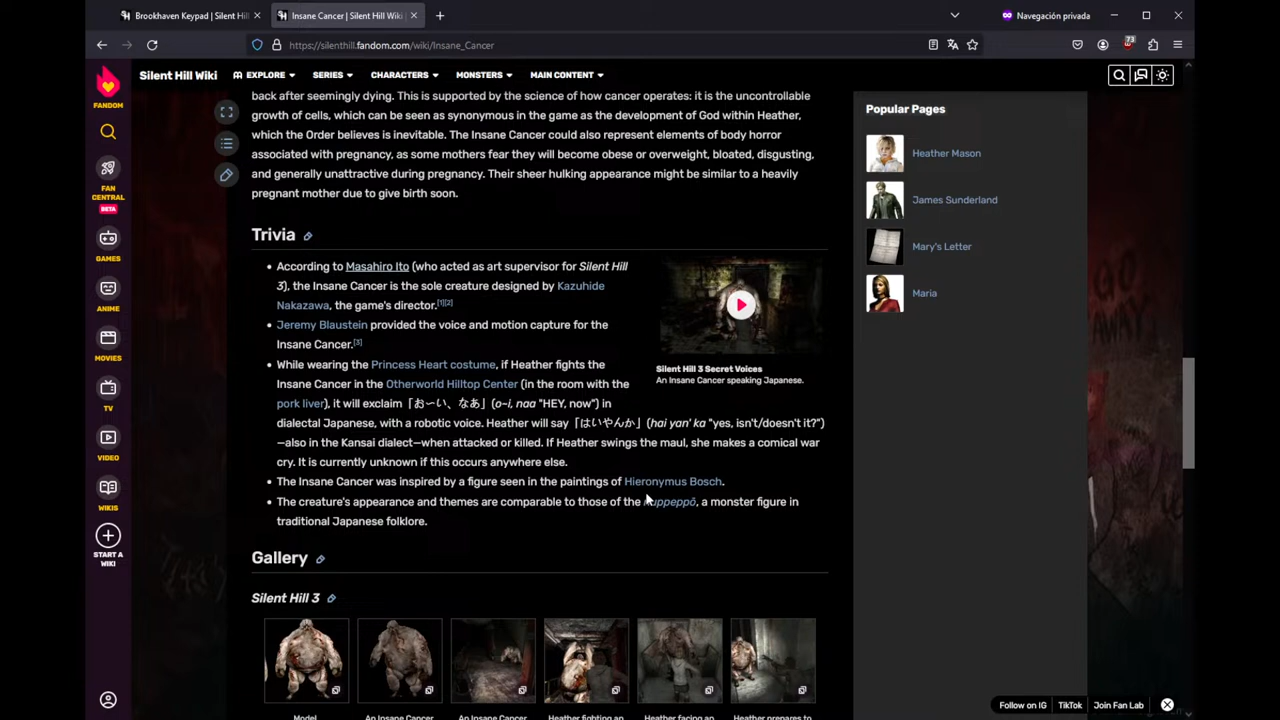 Brookhaven Keypad | Silent Hill
Insane Cancer | Silent Hill Wiki
Navegación privada
https://silenthill.fandom.com/wiki/Insane_Cancer
73
FANDOM
Silent Hill Wiki
EXPLORE
SERIES
CHARACTERS
MONSTERS
MAIN CONTENT
FAN
CENTRAL
BETA
GAMES
ANIME
MOVIES
TV
VIDEO
WIKIS
START A
WIKI
back after seemingly dying. This is supported by the science of how cancer operates: it is the uncontrollable
growth of cells, which can be seen as synonymous in the game as the development of God within Heather,
which the Order believes is inevitable. The Insane Cancer could also represent elements of body horror
associated with pregnancy, as some mothers fear they will become obese or overweight, bloated, disgusting,
and generally unattractive during pregnancy. Their sheer hulking appearance might be similar to a heavily
pregnant mother due to give birth soon.
Trivia
According to Masahiro Ito (who acted as art supervisor for Silent Hill
3), the Insane Cancer is the sole creature designed by Kazuhide
Nakazawa, the game's director.[1][2]
Jeremy Blaustein provided the voice and motion capture for the
Insane Cancer.[3]
While wearing the Princess Heart costume, if Heather fights the
Insane Cancer in the Otherworld Hilltop Center (in the room with the
pork liver), it will exclaim「お〜い、なあ」(o~i, naa "HEY, now") in
dialectal Japanese, with a robotic voice. Heather will say「はいやんか」(hai yan' ka "yes, isn't/doesn't it?")
—also in the Kansai dialect—when attacked or killed. If Heather swings the maul, she makes a comical war
cry. It is currently unknown if this occurs anywhere else.
The Insane Cancer was inspired by a figure seen in the paintings of Hieronymus Bosch.
The creature's appearance and themes are comparable to those of the uppeppō, a monster figure in
traditional Japanese folklore.
Silent Hill 3 Secret Voices
An Insane Cancer speaking Japanese.
Gallery
Silent Hill 3
Model
An Insane Cancer
An Insane Cancer
Heather fighting an
Heather facing an
Heather prepares to
Popular Pages
Heather Mason
James Sunderland
Mary's Letter
Maria
Follow on IG
TikTok
Join Fan Lab